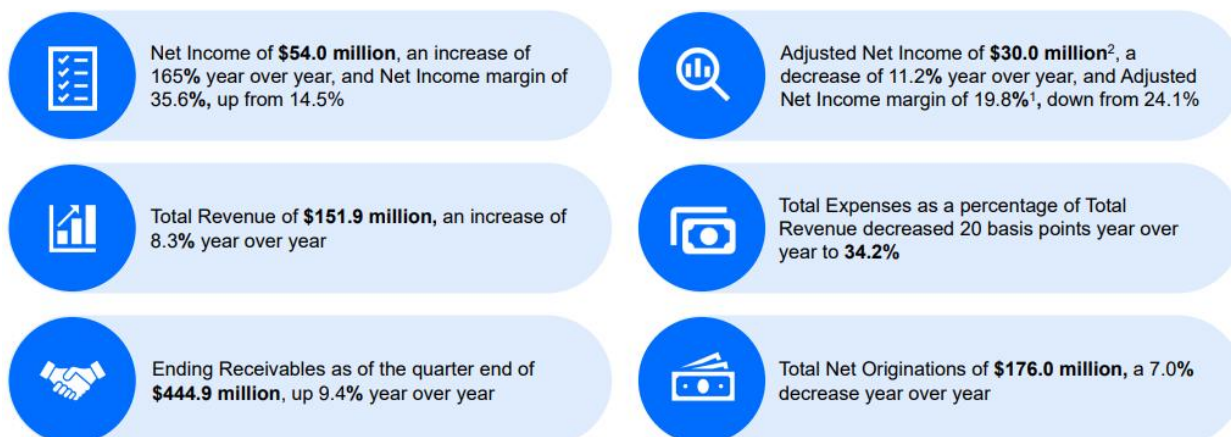 Net Income of $54.0 million, an increase of
165% year over year, and Net Income margin of
35.6%, up from 14.5%
Adjusted Net Income of $30.0 million², a
decrease of 11.2% year over year, and Adjusted
Net Income margin of 19.8%¹, down from 24.1%
Total Revenue of $151.9 million, an increase of
8.3% year over year
Total Expenses as a percentage of Total
Revenue decreased 20 basis points year over
year to 34.2%
Ending Receivables as of the quarter end of
$444.9 million, up 9.4% year over year
Total Net Originations of $176.0 million, a 7.0%
decrease year over year